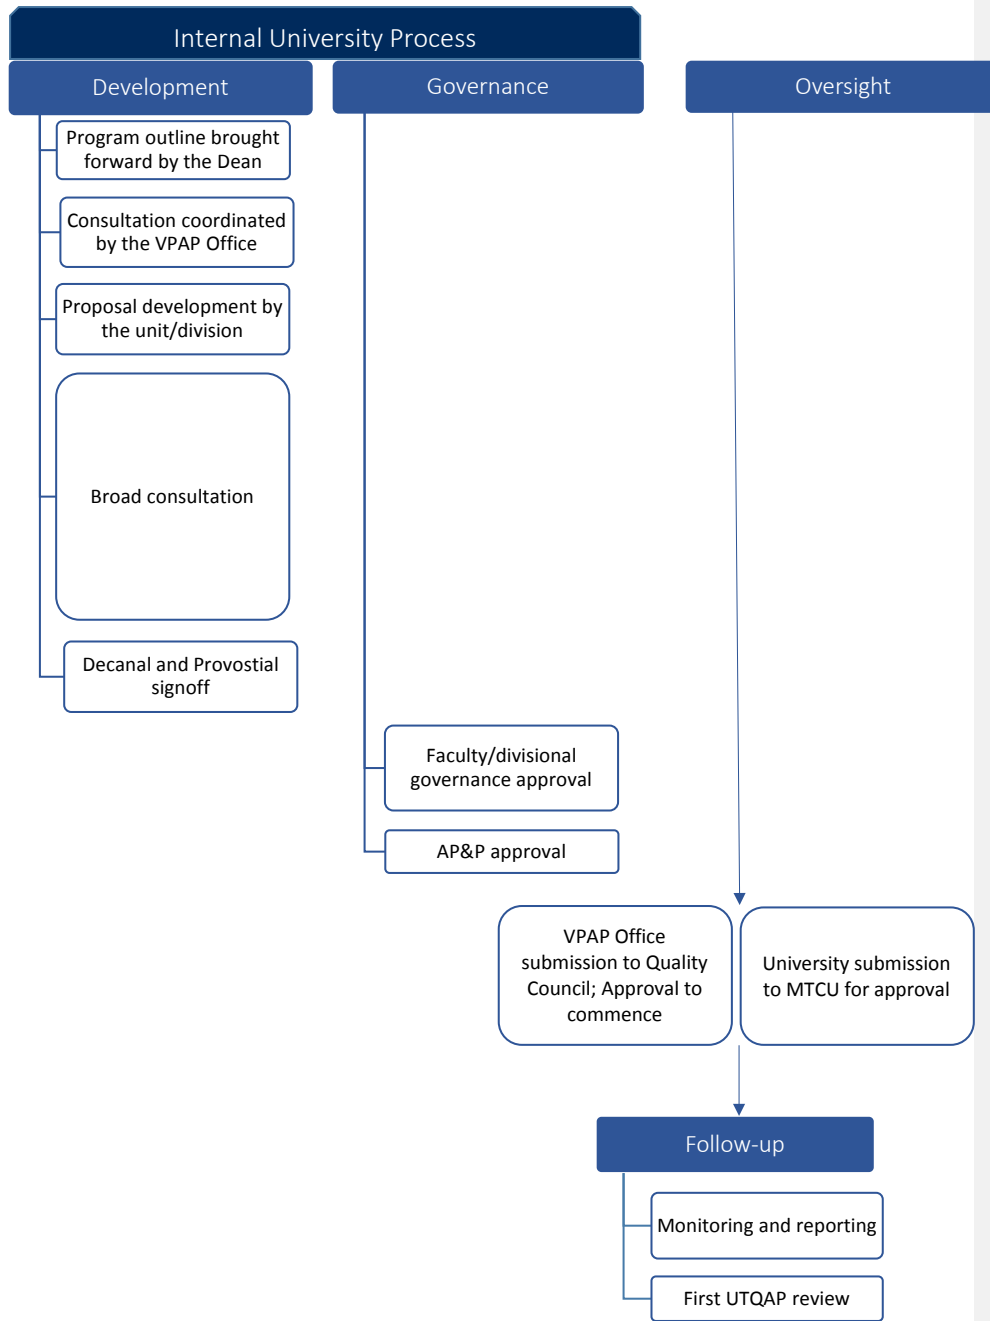 Internal University Process
Development
Governance
Oversight
Program outline brought
forward by the Dean
Consultation coordinated
by the VPAP Office
Proposal development by
the unit/division
Broad consultation
Decanal and Provostial
signoff
Faculty/divisional
governance approval
AP&P approval
VPAP Office
submission to Quality
Council; Approval to
commence
University submission
to MTCU for approval
Follow-up
Monitoring and reporting
First UTQAP review